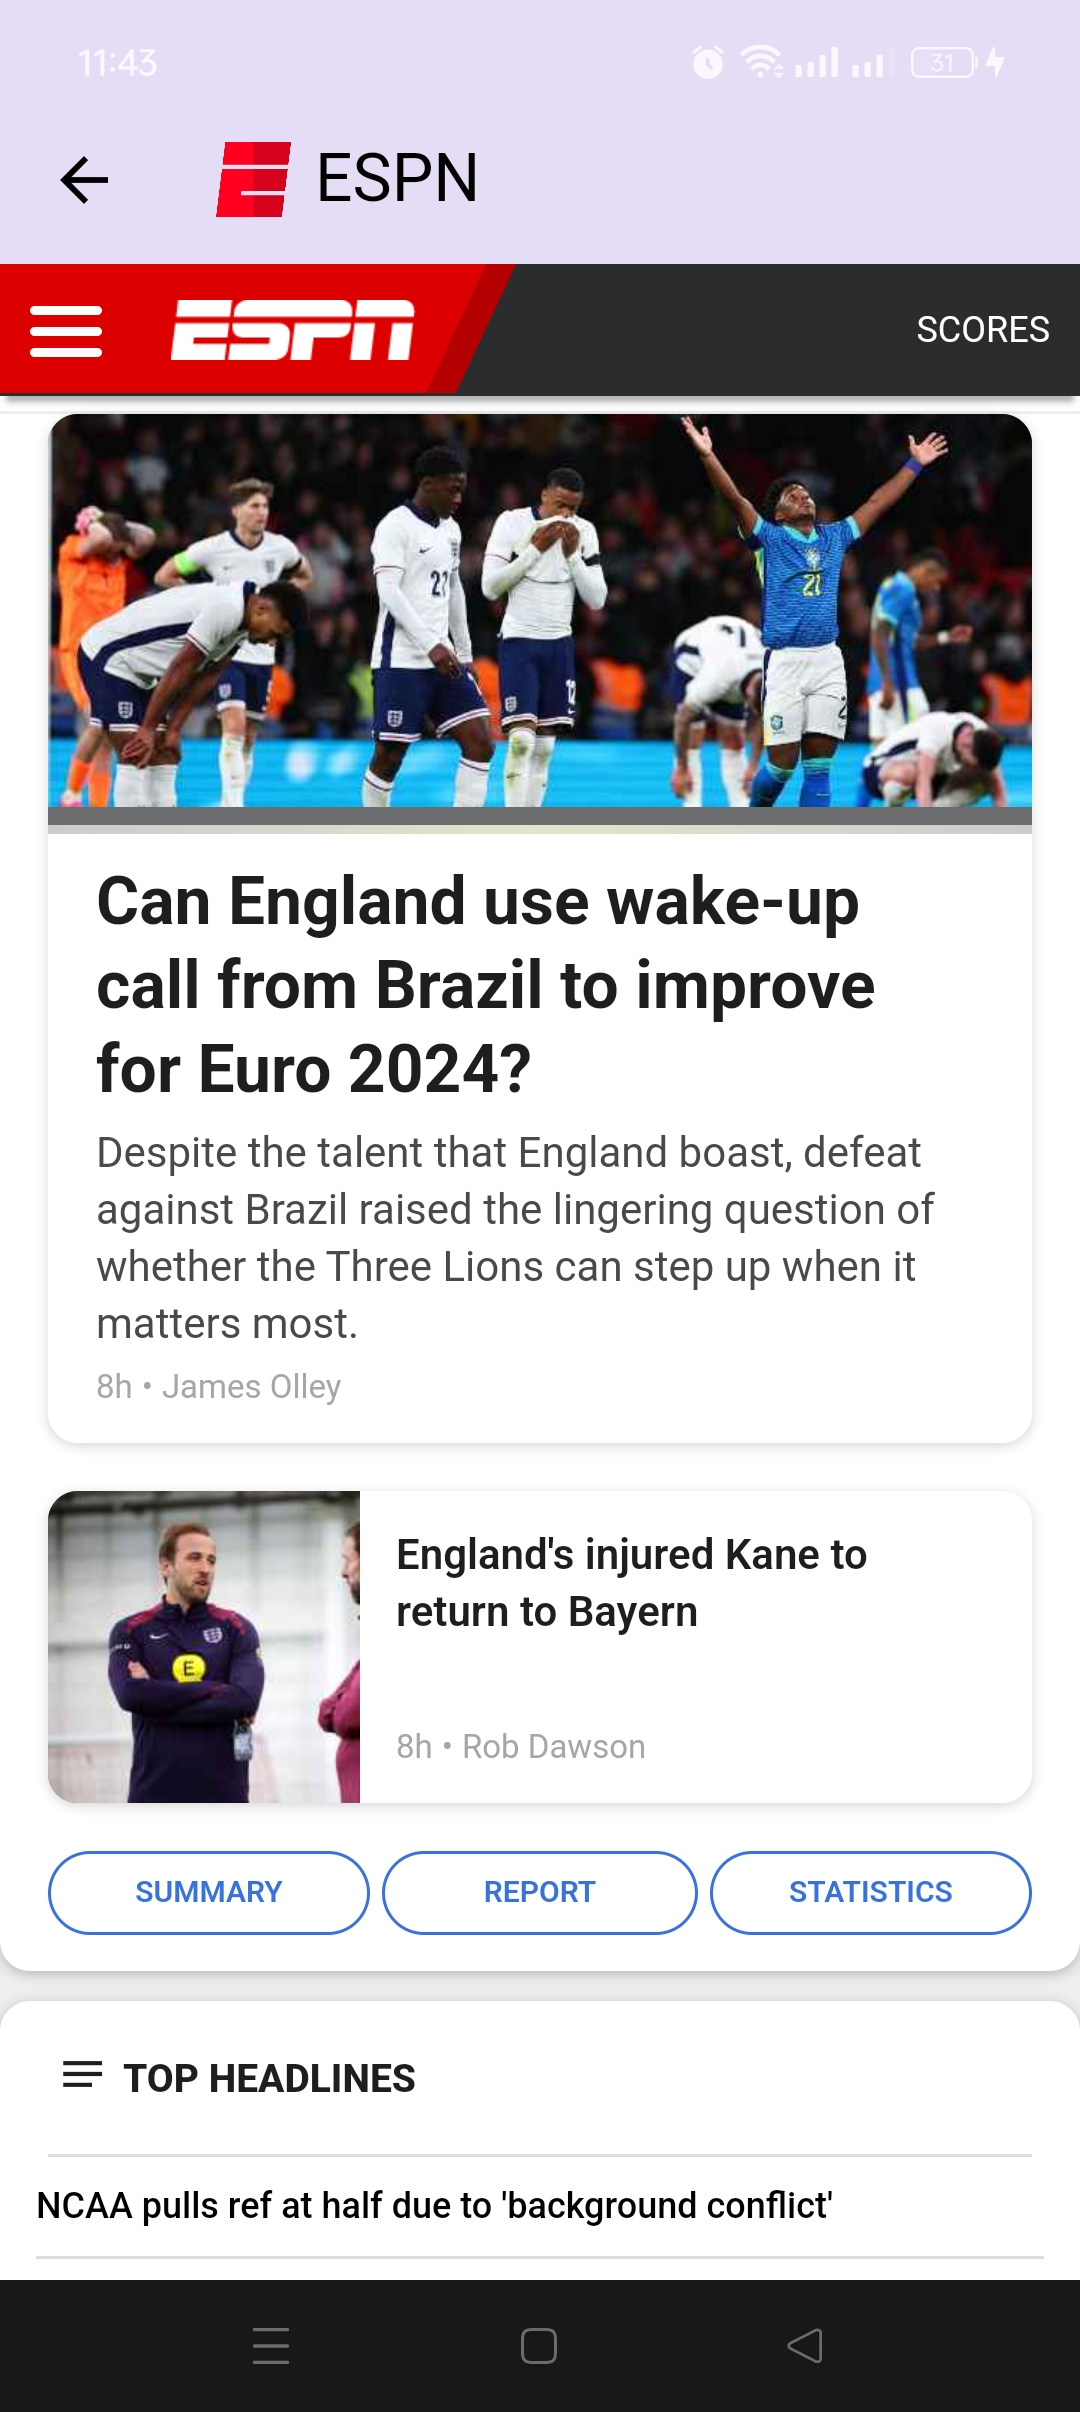 11:43
31
ESPN
ESPN
SCORES
27
21
Can England use wake-up
call from Brazil to improve
for Euro 2024?
Despite the talent that England boast, defeat
against Brazil raised the lingering question of
whether the Three Lions can step up when it
matters most.
8h • James Olley
England's injured Kane to
return to Bayern
8h • Rob Dawson
SUMMARY
REPORT
STATISTICS
TOP HEADLINES
NCAA pulls ref at half due to 'background conflict'